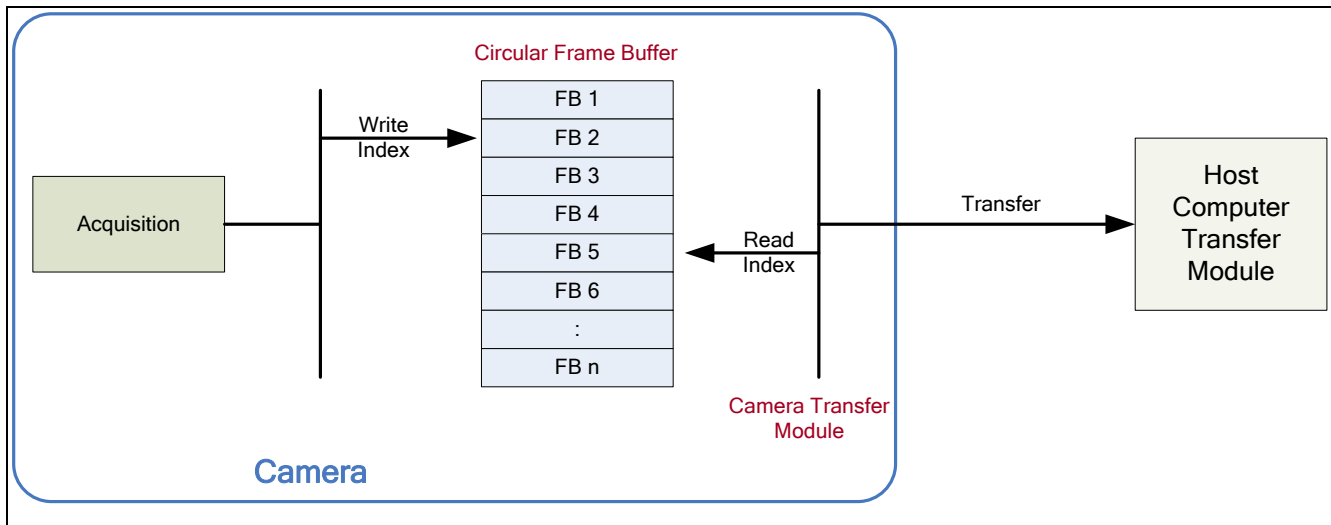 Circular Frame Buffer
FB 1
FB 2
FB 3
FB 4
FB 5
FB 6
:
FB n
Write
Index
Acquisition
Read
Index
Transfer
Host
Computer
Transfer
Module
Camera Transfer
Module
Camera